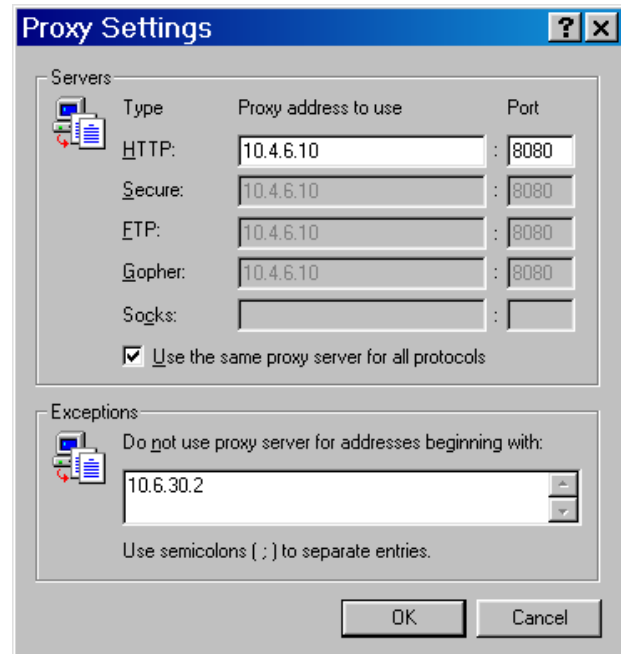 Proxy Settings
Servers
Type Proxy address to use Port
HTTP: 10.4.6.10 : 8080
Secure: 10.4.6.10 : 8080
FTP: 10.4.6.10 : 8080
Gopher: 10.4.6.10 : 8080
Socks: :
Use the same proxy server for all protocols
Exceptions
Do not use proxy server for addresses beginning with:
10.6.30.2
Use semicolons ( ; ) to separate entries.
OK Cancel